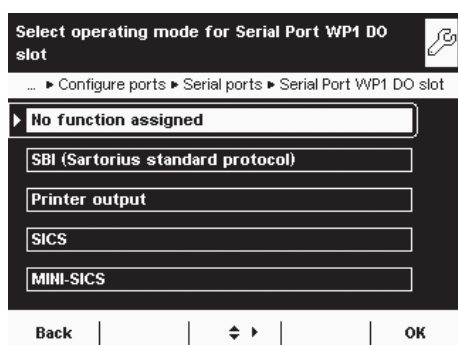 Select operating mode for Serial Port WP1 DO
slot
... ▸ Configure ports ▸ Serial ports ▸ Serial Port WP1 DO slot
No function assigned
SBI (Sartorius standard protocol)
Printer output
SICS
MINI-SICS
Back OK